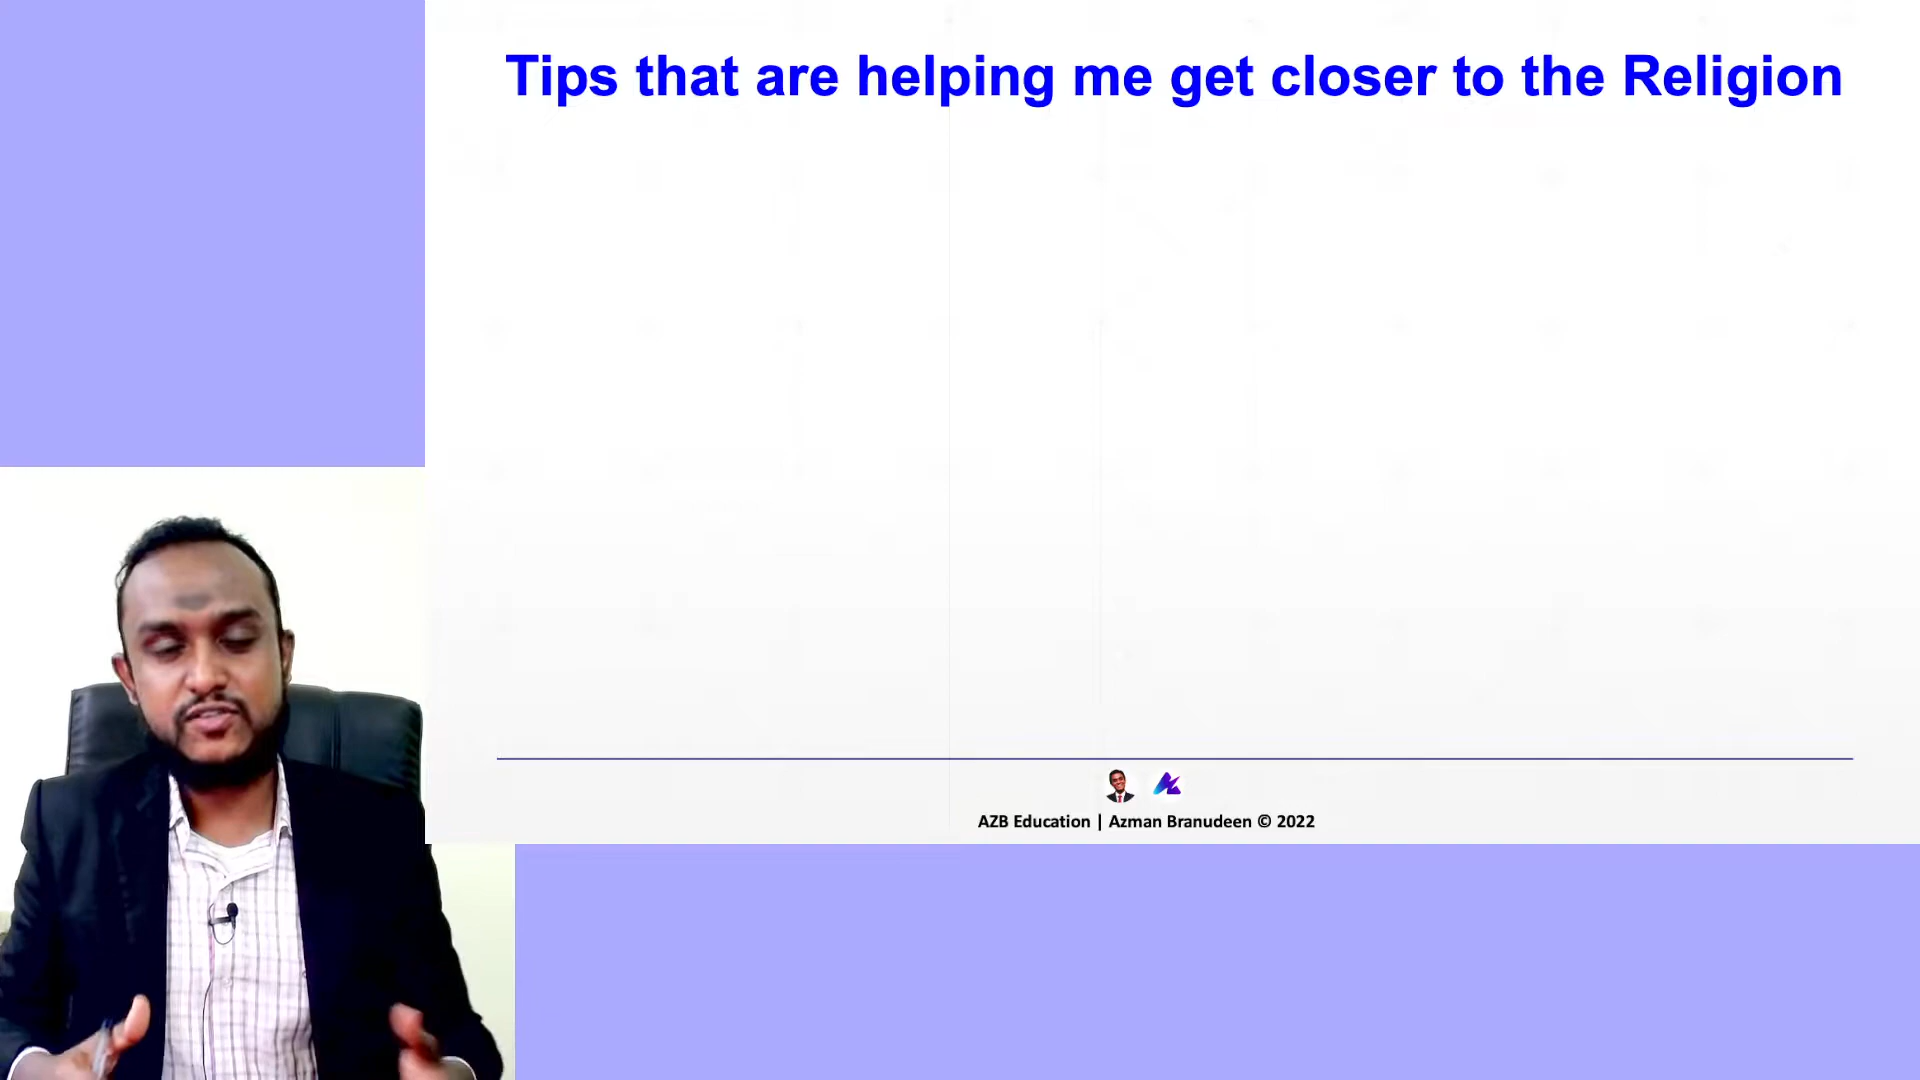 Tips that are helping me get closer to the Religion
AZB Education | Azman Branudeen © 2022